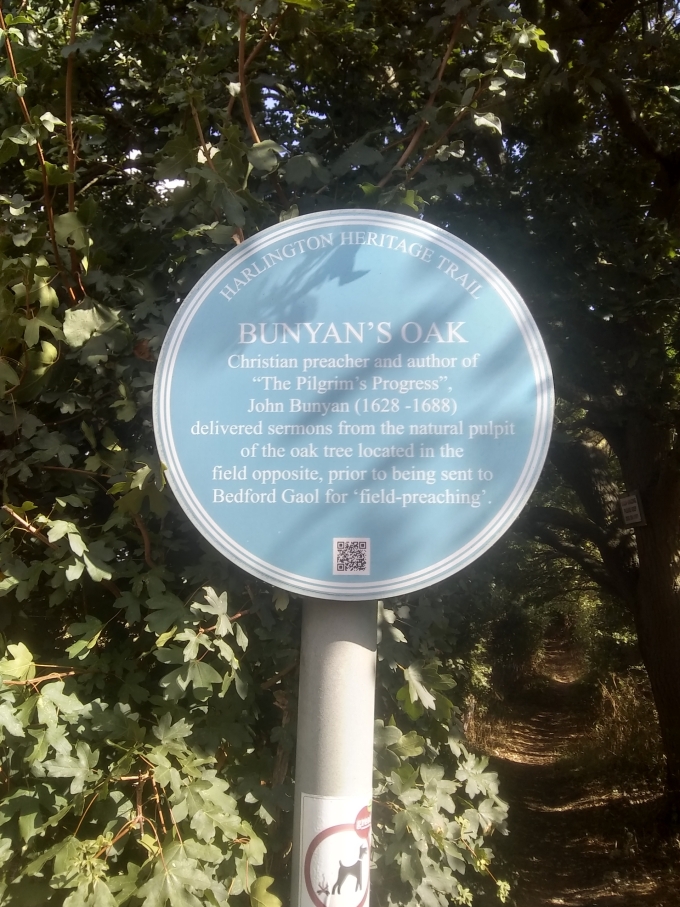 HARLINGTON HERITAGE TRAIL
BUNYAN'S OAK
Christian preacher and author of
"The Pilgrim's Progress",
John Bunyan (1628 -1688)
delivered sermons from the natural pulpit
of the oak tree located in the
field opposite, prior to being sent to
Bedford Gaol for 'field-preaching'.